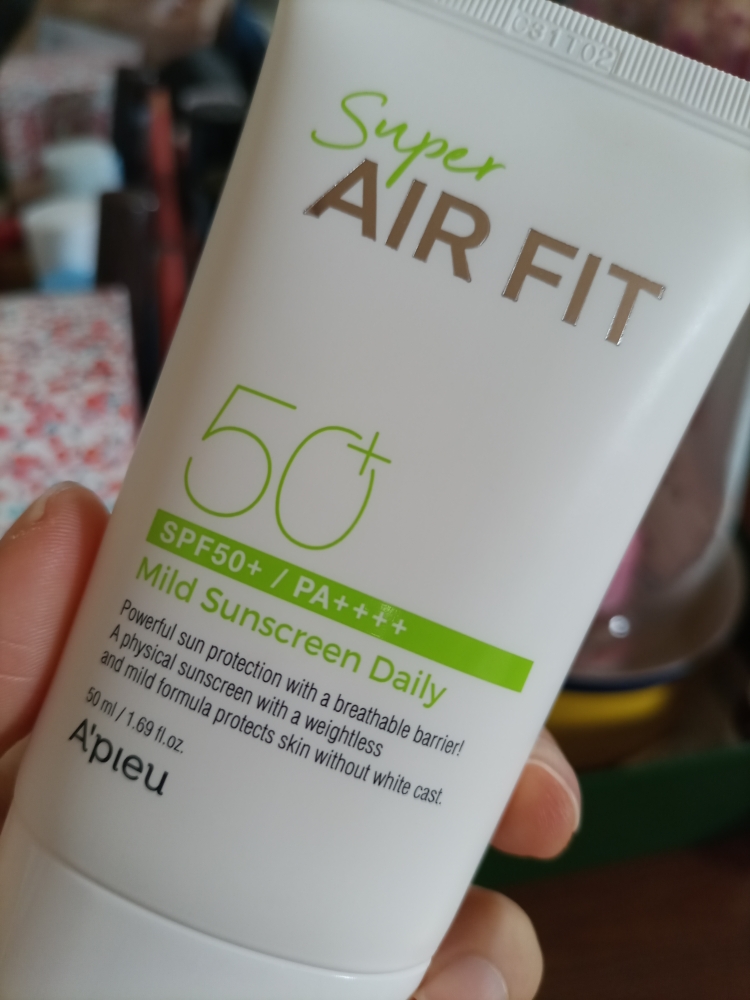 Super
AIR FIT
50+
SPF50+ / PA++++
Mild Sunscreen Daily
Powerful sun protection with a breathable barrier!
A physical sunscreen with a weightless
and mild formula protects skin without white cast.
50 ml / 1.69 fl.oz.
A'pieu